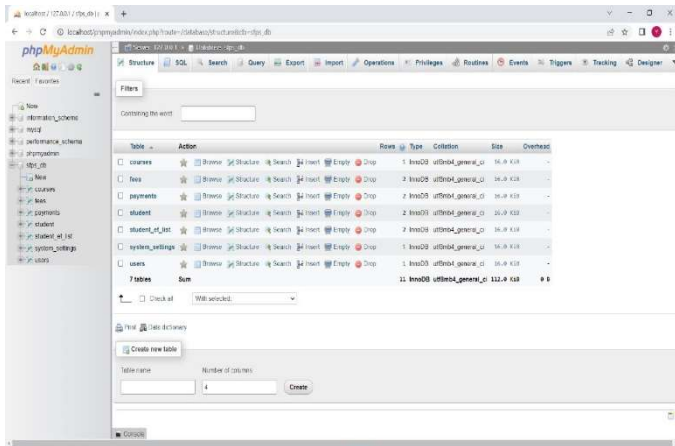 localhost / 127.0.0.1 / sfps_db | p
localhost/phpmyadmin/index.php?route=/database/structure&db=sfps_db
phpMyAdmin
Recent Favorites
New
information_schema
mysql
performance_schema
phpmyadmin
sfps_db
New
courses
fees
payments
student
student_ef_list
system_settings
users
Server: 127.0.0.1 » Database: sfps_db
Structure SQL Search Query Export Import Operations Privileges Routines Events Triggers Tracking Designer
Filters
Containing the word:
Table Action Rows Type Collation Size Overhead
courses Browse Structure Search Insert Empty Drop 1 InnoDB utf8mb4_general_ci 16.0 KiB -
fees Browse Structure Search Insert Empty Drop InnoDB utf8mb4_general_ci 16.0 KiB -
payments Browse Structure Search Insert Empty Drop 2 InnoDB utf8mb4_general_ci 16.0 KiB -
student Browse Structure Search Insert Empty Drop 2 InnoDB utf8mb4_general_ci 16.0 KiB -
student_ef_list Browse Structure Search Insert Empty Drop 2 InnoDB utf8mb4_general_ci 16.0 KiB -
system_settings Browse Structure Search Insert Empty Drop 1 InnoDB utf8mb4_general_ci 16.0 KiB -
users Browse Structure Search Insert Empty Drop 1 InnoDB utf8mb4_general_ci 16.0 KiB -
7 tables Sum 11 InnoDB utf8mb4_general_ci 112.0 KiB 0 B
Check all With selected:
Print Data dictionary
Create new table
Table name Number of columns
4 Create
Console